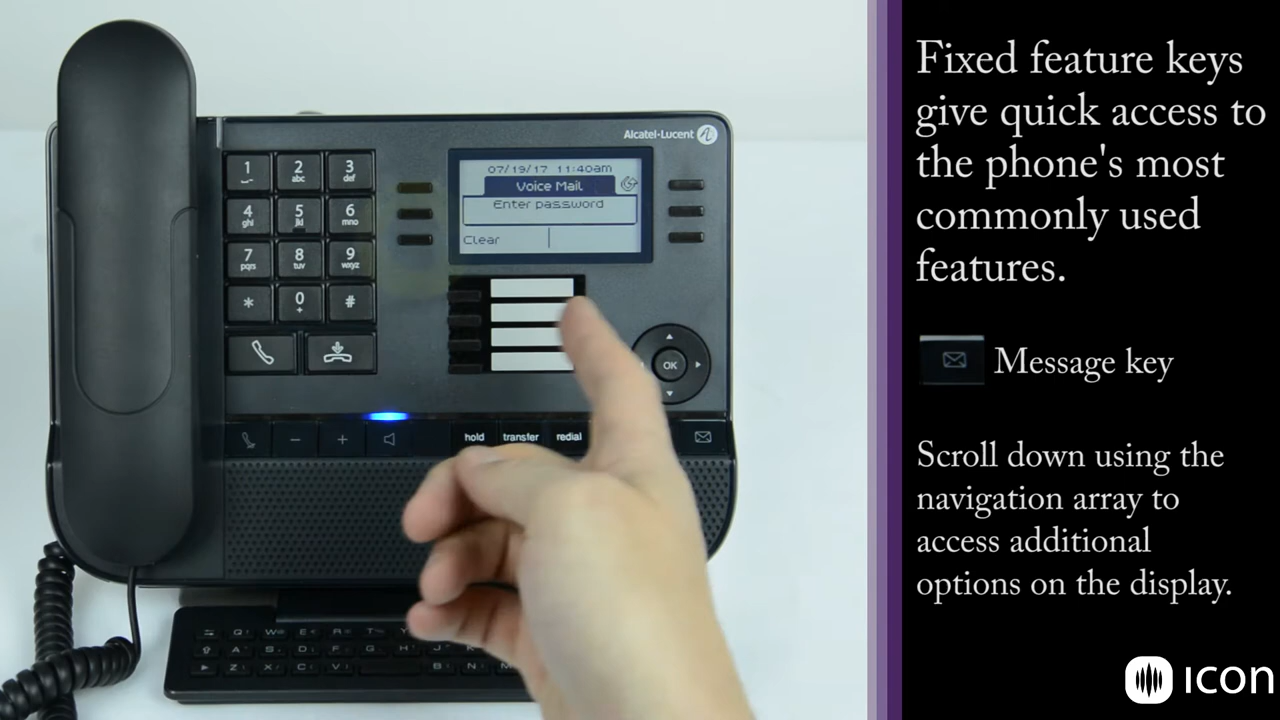 Fixed feature keys
give quick access to
the phone's most
commonly used
features.
Message key
Scroll down using the
navigation array to
access additional
options on the display.
icon
Alcatel-Lucent
07/19/17 11:40am
Voice Mail
Enter password
Clear
1
2 abc
3 def
4 ghi
5 jkl
6 mno
7 pqrs
8 tuv
9 wxyz
*
0 +
#
OK
hold transfer redial
Q W E R T Y
A S D F G H J
Z X C V B N M